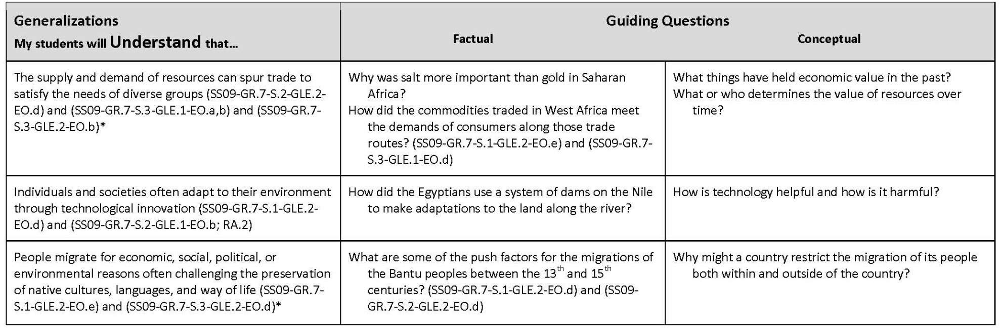 Generalizations
My students will Understand that…
Guiding Questions
Factual
Conceptual
The supply and demand of resources can spur trade to
satisfy the needs of diverse groups (SS09-GR.7-S.2-GLE.2-
EO.d) and (SS09-GR.7-S.3-GLE.1-EO.a,b) and (SS09-GR.7-
S.3-GLE.2-EO.b)*
Why was salt more important than gold in Saharan
Africa?
How did the commodities traded in West Africa meet
the demands of consumers along those trade
routes? (SS09-GR.7-S.1-GLE.2-EO.e) and (SS09-GR.7-
S.3-GLE.1-EO.d)
What things have held economic value in the past?
What or who determines the value of resources over
time?
Individuals and societies often adapt to their environment
through technological innovation (SS09-GR.7-S.1-GLE.2-
EO.d) and (SS09-GR.7-S.2-GLE.1-EO.b; RA.2)
How did the Egyptians use a system of dams on the Nile
to make adaptations to the land along the river?
How is technology helpful and how is it harmful?
People migrate for economic, social, political, or
environmental reasons often challenging the preservation
of native cultures, languages, and way of life (SS09-GR.7-
S.1-GLE.2-EO.e) and (SS09-GR.7-S.3-GLE.2-EO.d)*
What are some of the push factors for the migrations of
the Bantu peoples between the 13th and 15th
centuries? (SS09-GR.7-S.1-GLE.2-EO.d) and (SS09-
GR.7-S.2-GLE.2-EO.d)
Why might a country restrict the migration of its people
both within and outside of the country?